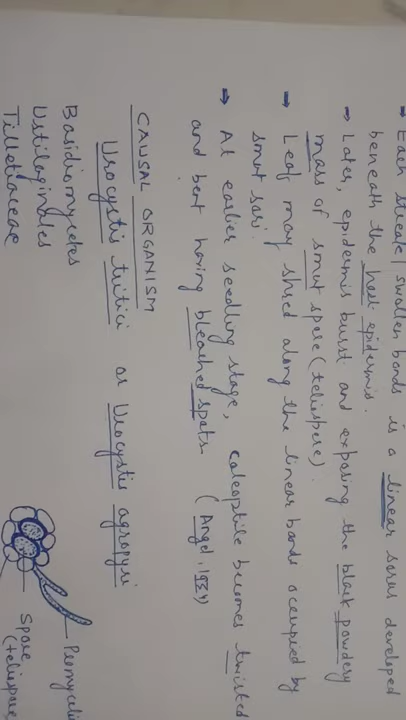 → Each streak / swollen bands is a linear sorus developed
beneath the host epidermis.
→ Later, epidermis burst and exposing the black powdery
mass of smut spore (teliospore).
→ Leaf may shred along the linear bands occupied by
smut sori.
→ At earlier seedling stage, coleoptile becomes twisted
and bent having bleached spots. (Angel, 1934)
CAUSAL ORGANISM
Urocystis tritici or Urocystis agropyri
Basidiomycetes
Ustilaginales
Tilletiaceae
Promyceli
Spore
(teliospore